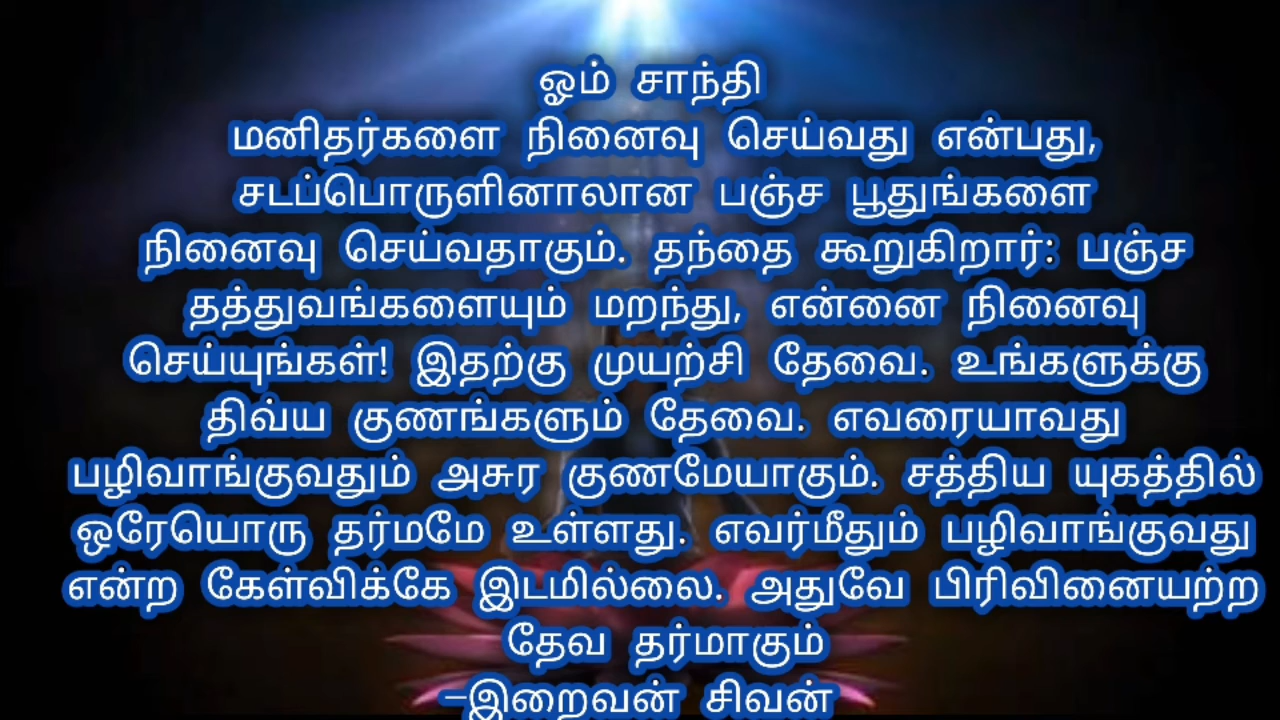 ஓம் சாந்தி
மனிதர்களை நினைவு செய்வது என்பது,
சடப்பொருளினாலான பஞ்ச பூதுங்களை
நினைவு செய்வதாகும். தந்தை கூறுகிறார்: பஞ்ச
தத்துவங்களையும் மறந்து, என்னை நினைவு
செய்யுங்கள்! இதற்கு முயற்சி தேவை. உங்களுக்கு
திவ்ய குணங்களும் தேவை. எவரையாவது
பழிவாங்குவதும் அசுர குணமேயாகும். சத்திய யுகத்தில்
ஒரேயொரு தர்மமே உள்ளது. எவர்மீதும் பழிவாங்குவது
என்ற கேள்விக்கே இடமில்லை. அதுவே பிரிவினையற்ற
தேவ தர்மாகும்
–இறைவன் சிவன்